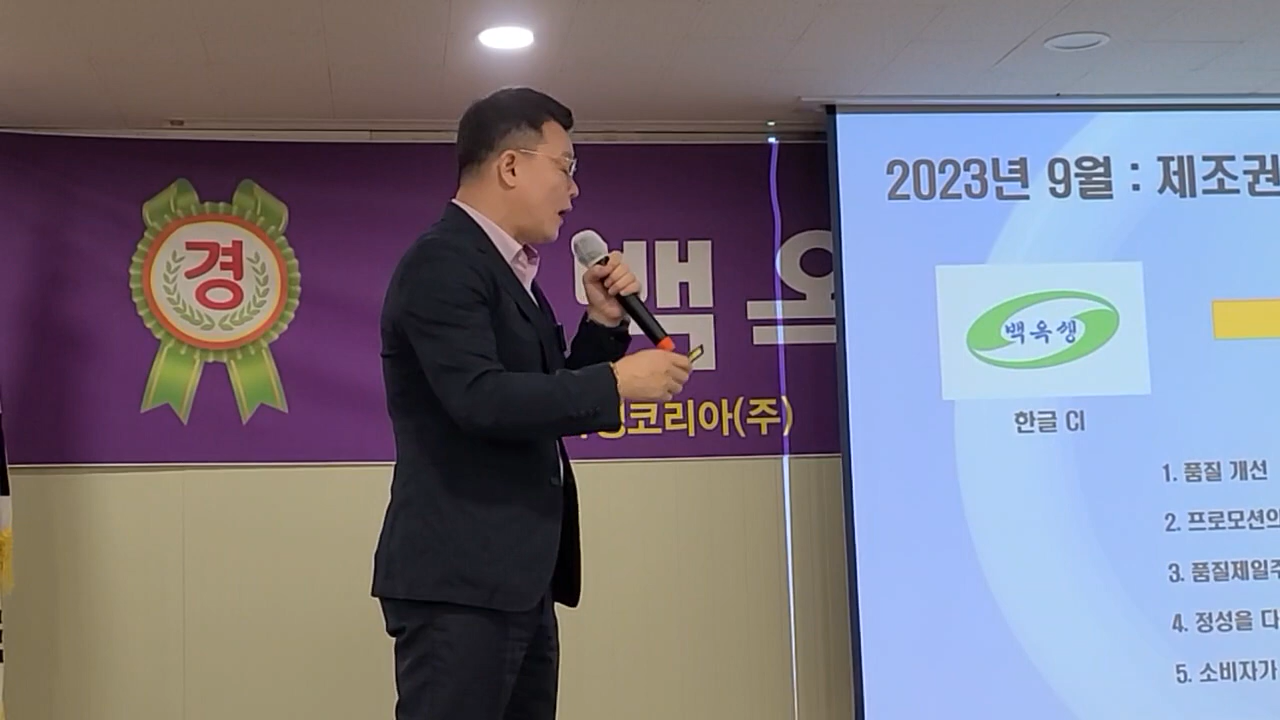 경
백 옥
코리아(주)
2023년 9월 : 제조권
백옥생
한글 CI
1. 품질 개선
2. 프로모션의
3. 품질제일주
4. 정성을 다
5. 소비자가